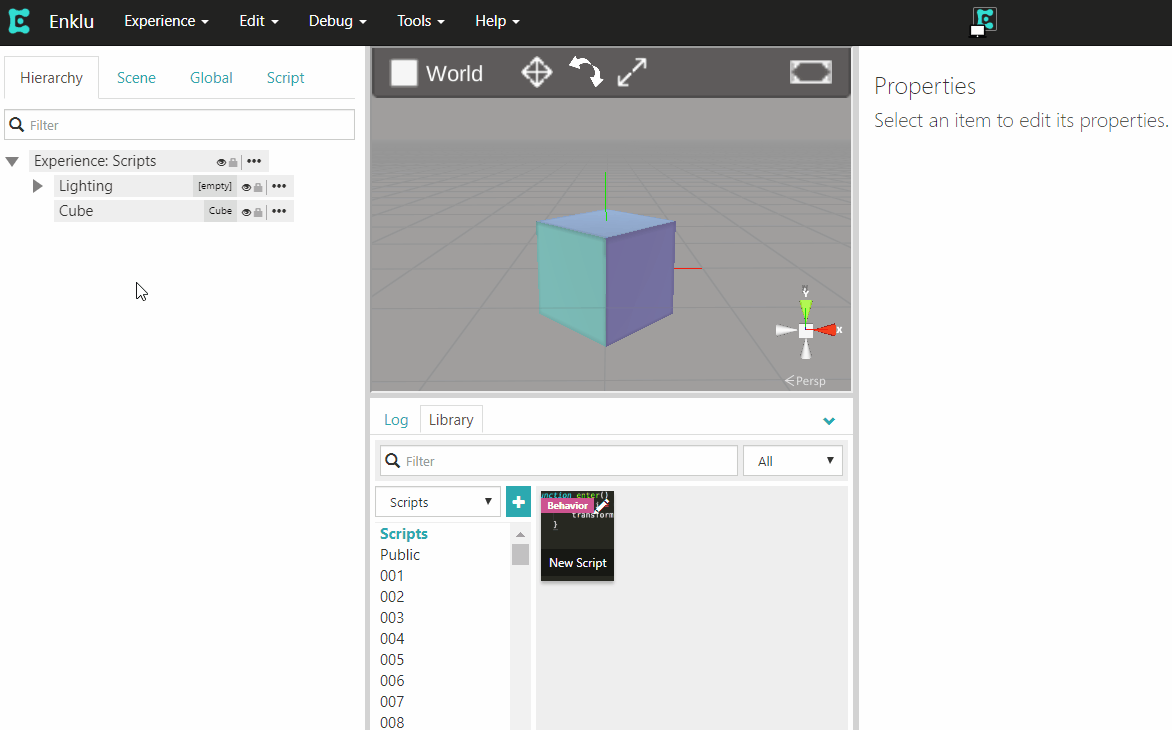 Enklu Experience Edit Debug Tools Help
Hierarchy Scene Global Script
Filter
Experience: Scripts
Lighting [empty]
Cube Cube
World
Y
x
Persp
Properties
Select an item to edit its properties.
Log Library
Filter All
Scripts
Scripts
Public
001
002
003
004
005
006
007
008
enter()
Behavior
transform
}
New Script